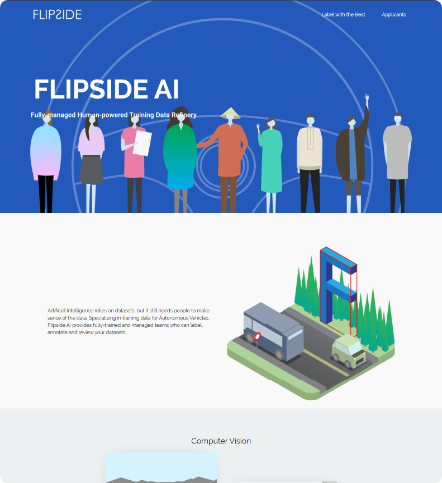 FLIPSIDE
Label with the Best
Applicants
FLIPSIDE AI
Fully-managed Human-powered Training Data Refinery
Artificial Intelligence relies on datasets, but it still needs people to make
sense of the data. Specializing in training data for Autonomous Vehicles,
Flipside AI provides fully-trained and managed teams who can label,
annotate and review your datasets.
Computer Vision